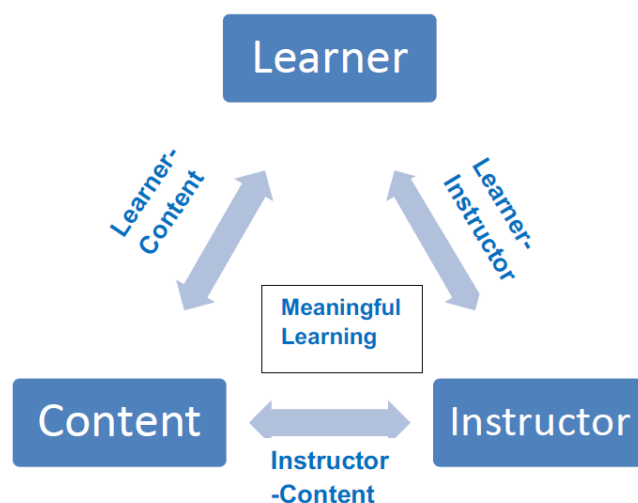 Learner
Learner-
Content
Learner-
Instructor
Meaningful
Learning
Content
Instructor
Instructor
-Content